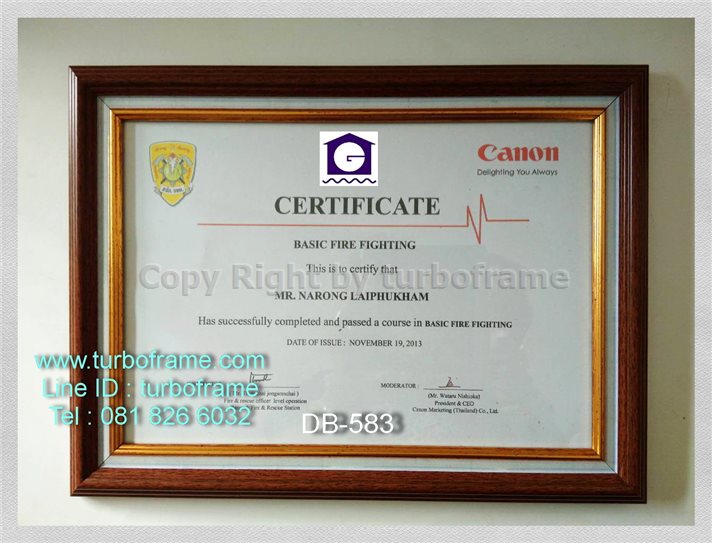 G
Canon
Delighting You Always
CERTIFICATE
BASIC FIRE FIGHTING
This is to certify that
Copy Right by turboframe
MR. NARONG LAIPHUKHAM
Has successfully completed and passed a course in BASIC FIRE FIGHTING
DATE OF ISSUE : NOVEMBER 19, 2013
www.turboframe.com
Line ID : turboframe
Tel : 081 826 6032
Fire & rescue officer level operation
Fire & Rescue Station
MODERATOR :
(Mr. Wataru Nishioka)
President & CEO
Canon Marketing (Thailand) Co., Ltd.
DB-583